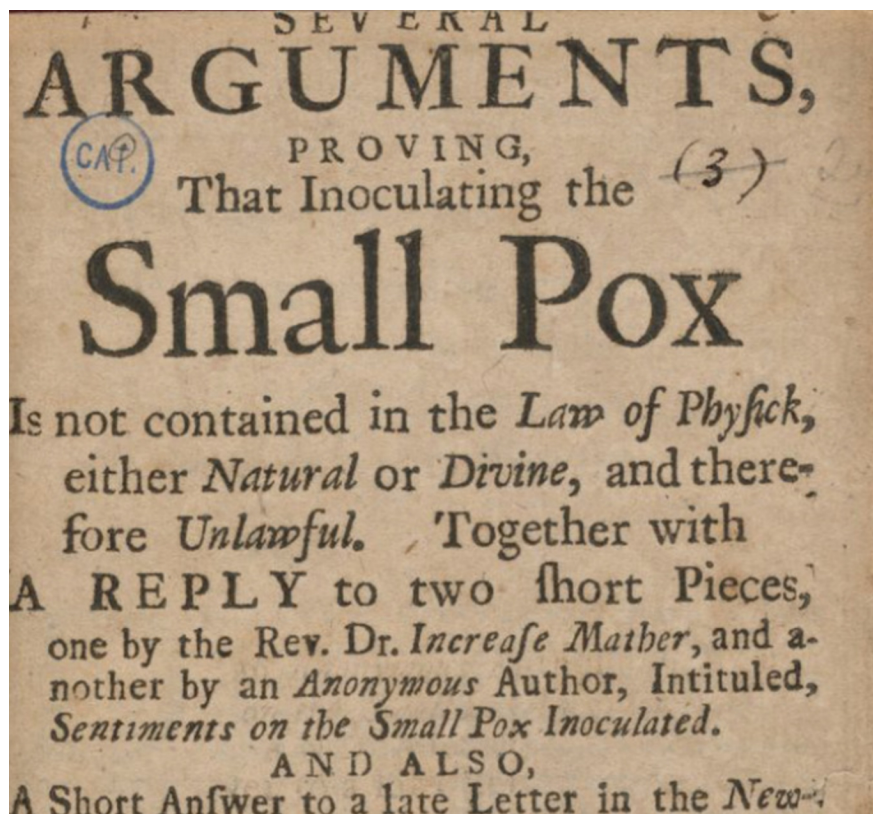 SEVERAL
ARGUMENTS,
PROVING,
CAP.
That Inoculating the (3)
Small Pox
Is not contained in the Law of Phyſick,
either Natural or Divine, and there-
fore Unlawful. Together with
A REPLY to two ſhort Pieces,
one by the Rev. Dr. Increaſe Mather, and a-
nother by an Anonymous Author, Intituled,
Sentiments on the Small Pox Inoculated.
AND ALSO,
A Short Anſwer to a late Letter in the New-